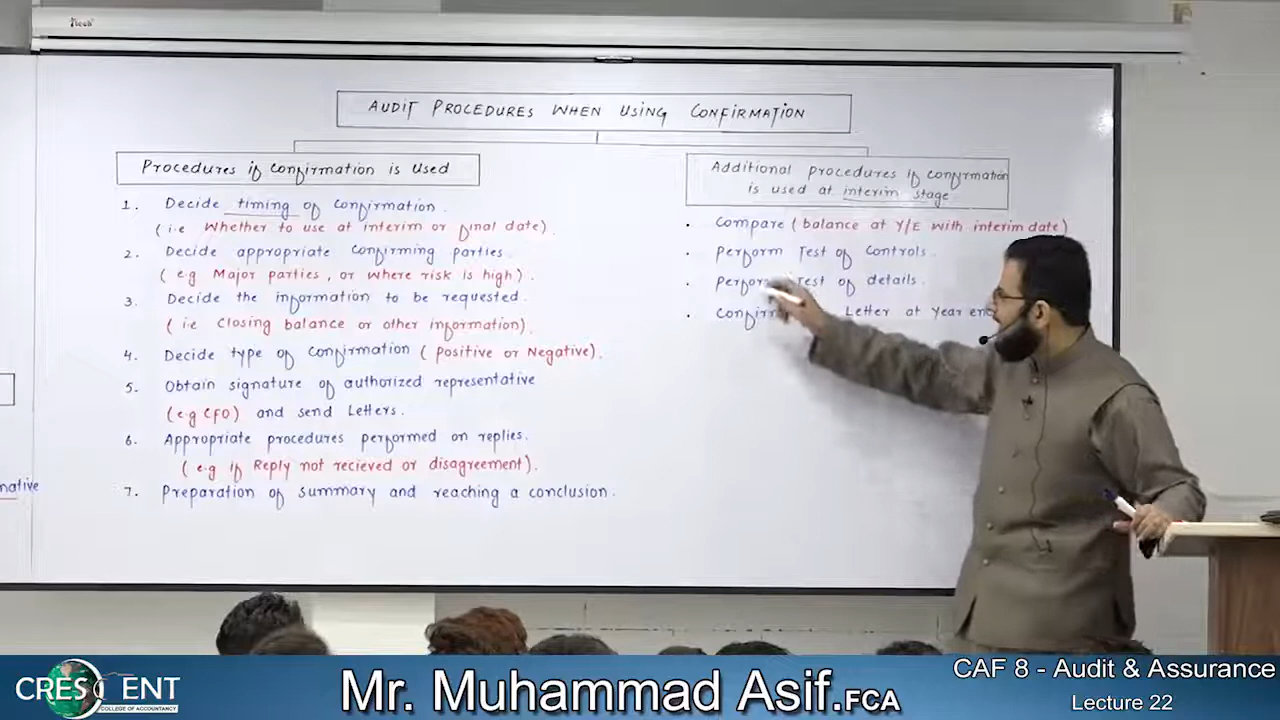 itech
AUDIT PROCEDURES WHEN USING CONFIRMATION
Procedures if confirmation is used
1. Decide timing of confirmation.
(i.e Whether to use at interim or final date).
2. Decide appropriate confirming parties.
(e.g Major parties, or where risk is high).
3. Decide the information to be requested.
(i.e Closing balance or other information).
4. Decide type of confirmation (positive or Negative).
5. Obtain signature of authorized representative
(e.g CFO) and send Letters.
6. Appropriate procedures performed on replies.
(e.g if Reply not recieved or disagreement).
7. Preparation of summary and reaching a conclusion.
Additional procedures if confirmation
is used at interim stage
. Compare (balance at Y/E with interim date)
. Perform Test of Controls.
. Perform Test of details.
. Letter at Year
CRESCENT
COLLEGE OF ACCOUNTANCY
Mr. Muhammad Asif.FCA
CAF 8 - Audit & Assurance
Lecture 22